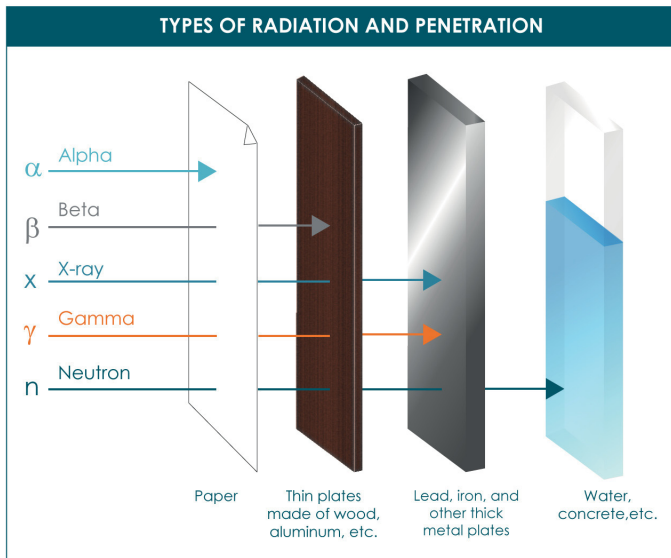 TYPES OF RADIATION AND PENETRATION
α Alpha
β Beta
x X-ray
γ Gamma
n Neutron
Paper
Thin plates
made of wood,
aluminum, etc.
Lead, iron, and
other thick
metal plates
Water,
concrete,etc.